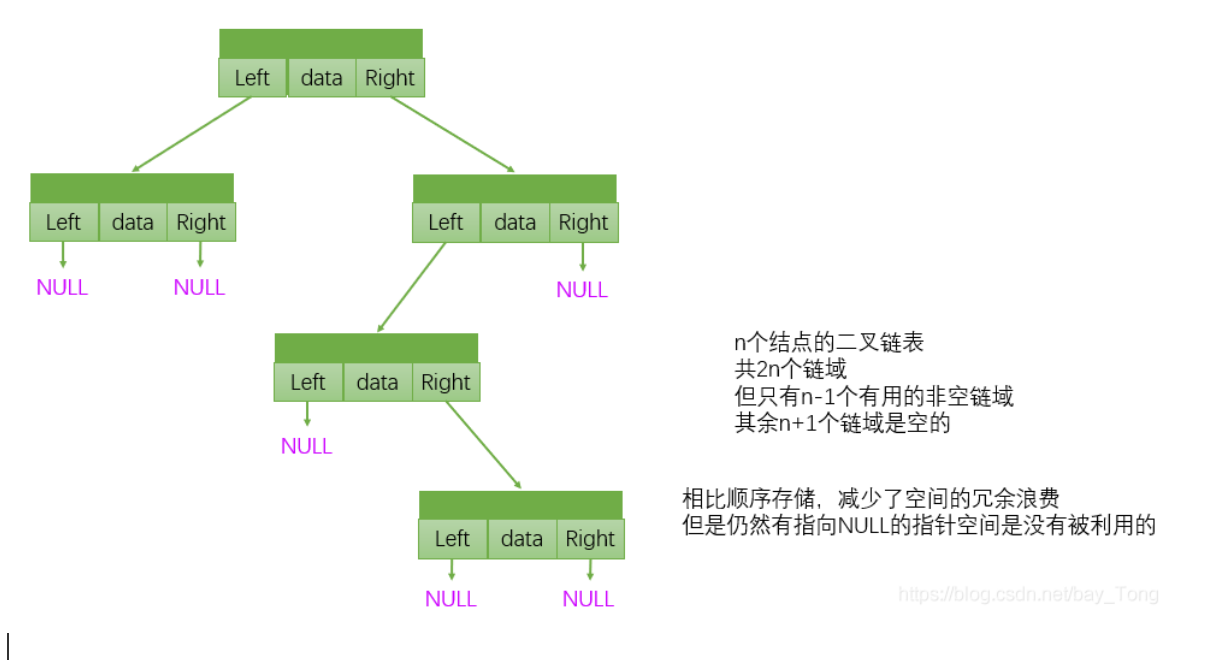 Left data Right
Left data Right
Left data Right
NULL NULL
NULL
n个结点的二叉链表
共2n个链域
但只有n-1个有用的非空链域
其余n+1个链域是空的
Left data Right
NULL
相比顺序存储，减少了空间的冗余浪费
但是仍然有指向NULL的指针空间是没有被利用的
Left data Right
NULL NULL
https://blog.csdn.net/bay_Tong